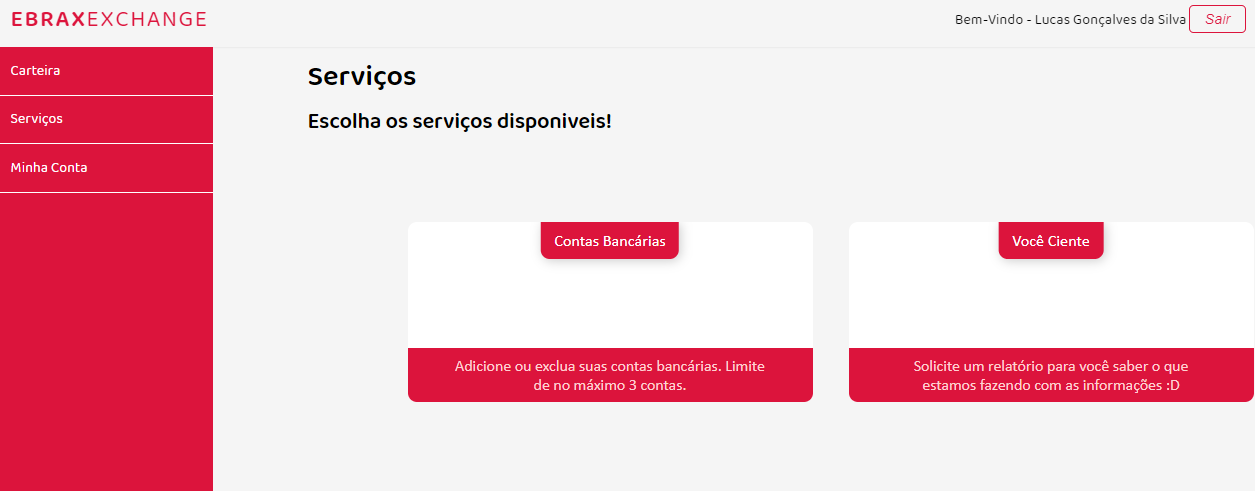 EBRAXEXCHANGE
Bem-Vindo - Lucas Gonçalves da Silva Sair
Carteira
Serviços
Minha Conta
Serviços
Escolha os serviços disponiveis!
Contas Bancárias
Adicione ou exclua suas contas bancárias. Limite
de no máximo 3 contas.
Você Ciente
Solicite um relatório para você saber o que
estamos fazendo com as informações :D